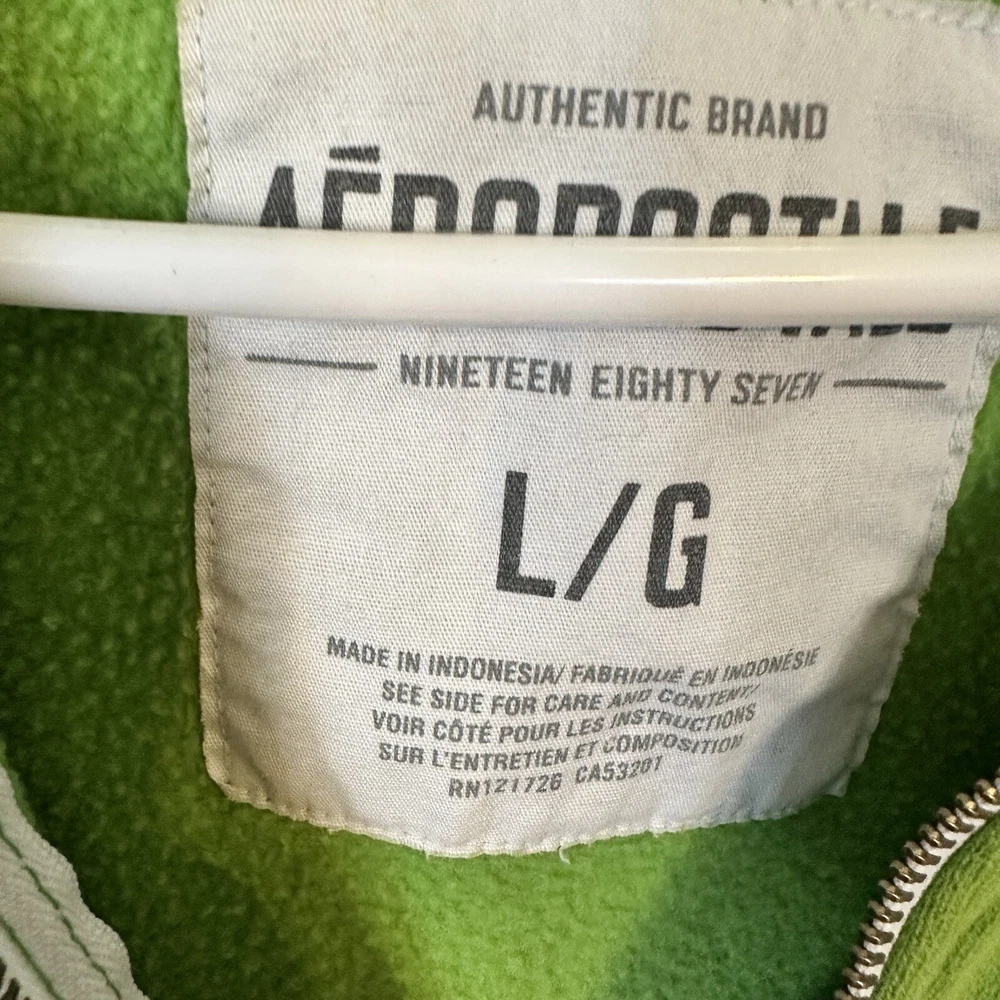 AUTHENTIC BRAND
AÉROPOSTALE
NINETEEN EIGHTY SEVEN
L/G
MADE IN INDONESIA/ FABRIQUÉ EN INDONÉSIE
SEE SIDE FOR CARE AND CONTENT/
VOIR CÔTÉ POUR LES INSTRUCTIONS
SUR L'ENTRETIEN ET COMPOSITION
RN121726 CA53201